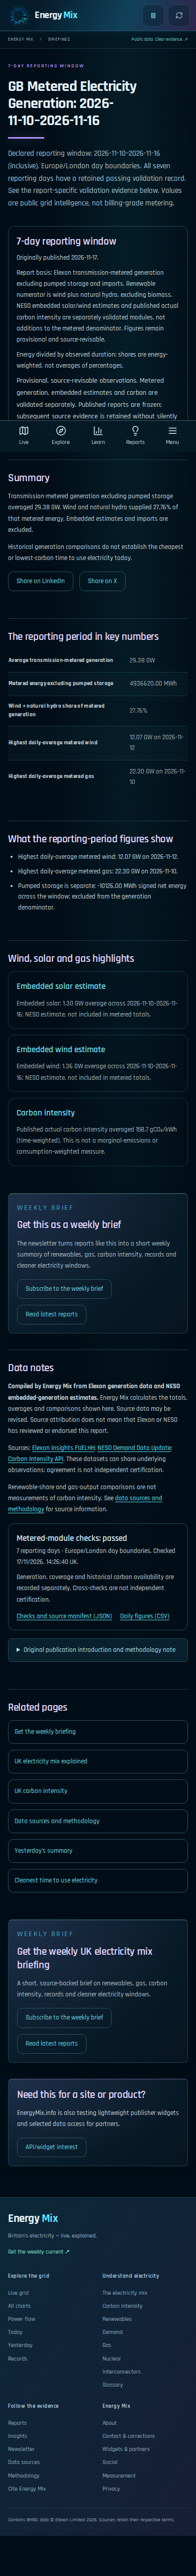 Energy Mix
ENERGY MIX / BRIEFINGS
Public data. Clear evidence. ↗
7-DAY REPORTING WINDOW
GB Metered Electricity
Generation: 2026-
11-10–2026-11-16
Declared reporting window: 2026-11-10–2026-11-16
(inclusive), Europe/London day boundaries. All seven
reporting days have a retained passing validation record.
See the report-specific validation evidence below. Values
are public grid intelligence, not billing-grade metering.
7-day reporting window
Originally published 2026-11-17.
Report basis: Elexon transmission-metered generation
excluding pumped storage and imports. Renewable
numerator is wind plus natural hydro, excluding biomass.
NESO embedded solar/wind estimates and published actual
carbon intensity are separately validated modules, not
additions to the metered denominator. Figures remain
provisional and source-revisable.
Energy divided by observed duration; shares are energy-
weighted, not averages of percentages.
Provisional, source-revisable observations. Metered
generation, embedded estimates and carbon are
validated separately. Published reports are frozen;
subsequent source evidence is retained without silently
Live
Explore
Learn
Reports
Menu
Summary
Transmission-metered generation excluding pumped storage
averaged 29.38 GW. Wind and natural hydro supplied 27.76% of
that metered energy. Embedded estimates and imports are
excluded.
Historical generation comparisons do not establish the cheapest
or lowest-carbon time to use electricity today.
Share on LinkedIn
Share on X
The reporting period in key numbers
Average transmission-metered generation 29.38 GW
Metered energy excluding pumped storage 4936620.00 MWh
Wind + natural hydro share of metered
generation 27.76%
Highest daily-average metered wind 12.07 GW on 2026-11-
12
Highest daily-average metered gas 22.30 GW on 2026-11-
10
What the reporting-period figures show
• Highest daily-average metered wind: 12.07 GW on 2026-11-12.
• Highest daily-average metered gas: 22.30 GW on 2026-11-10.
• Pumped storage is separate: -10126.00 MWh signed net energy
across the window; excluded from the generation
denominator.
Wind, solar and gas highlights
Embedded solar estimate
Embedded solar: 1.30 GW average across 2026-11-10–2026-11-
16; NESO estimate, not included in metered totals.
Embedded wind estimate
Embedded wind: 1.36 GW average across 2026-11-10–2026-11-
16; NESO estimate, not included in metered totals.
Carbon intensity
Published actual carbon intensity averaged 158.7 gCO₂/kWh
(time-weighted). This is not a marginal-emissions or
consumption-weighted measure.
WEEKLY BRIEF
Get this as a weekly brief
The newsletter turns reports like this into a short weekly
summary of renewables, gas, carbon intensity, records and
cleaner electricity windows.
Subscribe to the weekly brief
Read latest reports
Data notes
Compiled by Energy Mix from Elexon generation data and NESO
embedded-generation estimates. Energy Mix calculates the totals,
averages and comparisons shown here. Source data may be
revised. Source attribution does not mean that Elexon or NESO
has reviewed or endorsed this report.
Sources: Elexon Insights FUELHH; NESO Demand Data Update;
Carbon Intensity API. These datasets can share underlying
observations; agreement is not independent certification.
Renewable-share and gas-output comparisons are not
measurements of carbon intensity. See data sources and
methodology for source information.
Metered-module checks: passed
7 reporting days · Europe/London day boundaries. Checked
17/11/2026, 14:26:40 UK.
Generation, coverage and historical carbon availability are
recorded separately. Cross-checks are not independent
certification.
Checks and source manifest (JSON)
Daily figures (CSV)
▶ Original publication introduction and methodology note
Related pages
Get the weekly briefing
UK electricity mix explained
UK carbon intensity
Data sources and methodology
Yesterday's summary
Cleanest time to use electricity
WEEKLY BRIEF
Get the weekly UK electricity mix
briefing
A short, source-backed brief on renewables, gas, carbon
intensity, records and cleaner electricity windows.
Subscribe to the weekly brief
Read latest reports
Need this for a site or product?
EnergyMix.info is also testing lightweight publisher widgets
and selected data access for partners.
API/widget interest
Energy Mix
Britain's electricity — live, explained.
Get the weekly current ↗
Explore the grid
Live grid
All charts
Power flow
Today
Yesterday
Records
Understand electricity
The electricity mix
Carbon intensity
Renewables
Demand
Gas
Nuclear
Interconnectors
Glossary
Follow the evidence
Reports
Insights
Newsletter
Data sources
Methodology
Cite Energy Mix
Energy Mix
About
Contact & corrections
Widgets & partners
Social
Measurement
Privacy
Contains BMRS data © Elexon Limited 2026. Sources retain their respective terms.